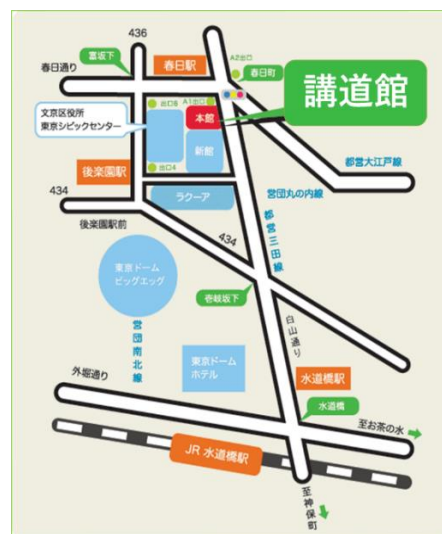 436
富坂下
春日駅
A2出口
春日町
春日通り
講道館
出口6
A1出口
文京区役所
東京シビックセンター
本館
新館
都営大江戸線
後楽園駅
出口4
営団丸の内線
434
ラクーア
後楽園駅前
434
都営三田線
東京ドーム
ビッグエッグ
壱岐坂下
営団南北線
白山通り
東京ドーム
ホテル
外堀通り
水道橋駅
水道橋
至お茶の水
JR 水道橋駅
至神保町